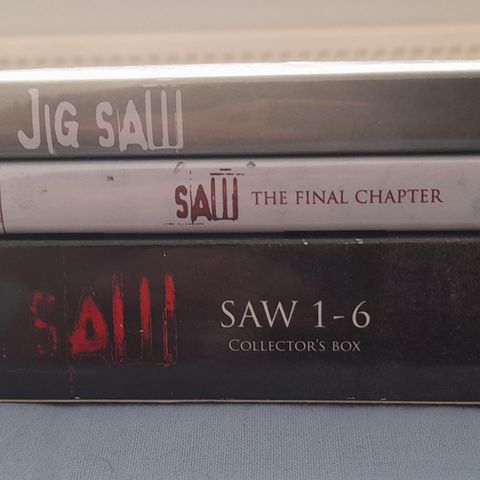 JIG SAW
SAW THE FINAL CHAPTER
SAW SAW 1-6
COLLECTOR'S BOX